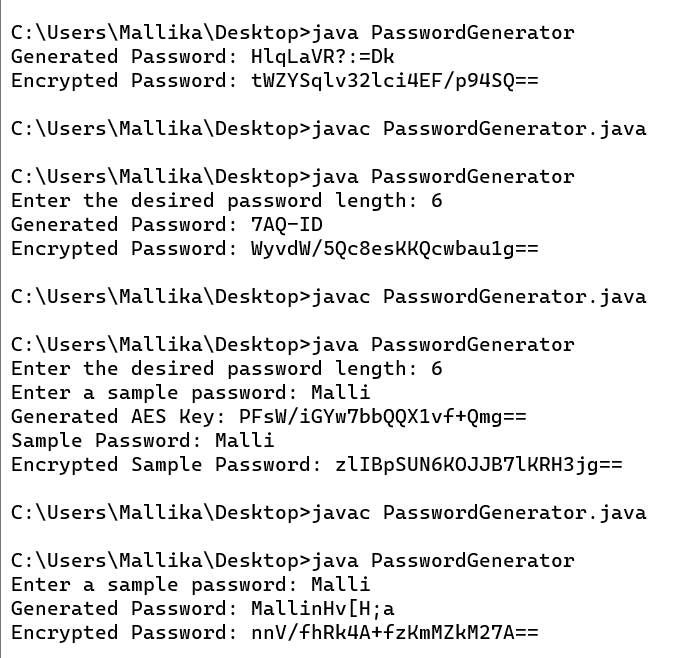 C:\Users\Mallika\Desktop>java PasswordGenerator
Generated Password: HlqLaVR?:=Dk
Encrypted Password: tWZYSqlv32lci4EF/p94SQ==
C:\Users\Mallika\Desktop>javac PasswordGenerator.java
C:\Users\Mallika\Desktop>java PasswordGenerator
Enter the desired password length: 6
Generated Password: 7AQ-ID
Encrypted Password: WyvdW/5Qc8esKKQcwbau1g==
C:\Users\Mallika\Desktop>javac PasswordGenerator.java
C:\Users\Mallika\Desktop>java PasswordGenerator
Enter the desired password length: 6
Enter a sample password: Malli
Generated AES Key: PFsW/iGYw7bbQQX1vf+Qmg==
Sample Password: Malli
Encrypted Sample Password: zlIBpSUN6KOJJB7lKRH3jg==
C:\Users\Mallika\Desktop>javac PasswordGenerator.java
C:\Users\Mallika\Desktop>java PasswordGenerator
Enter a sample password: Malli
Generated Password: MallinHv[H;a
Encrypted Password: nnV/fhRk4A+fzKmMZkM27A==